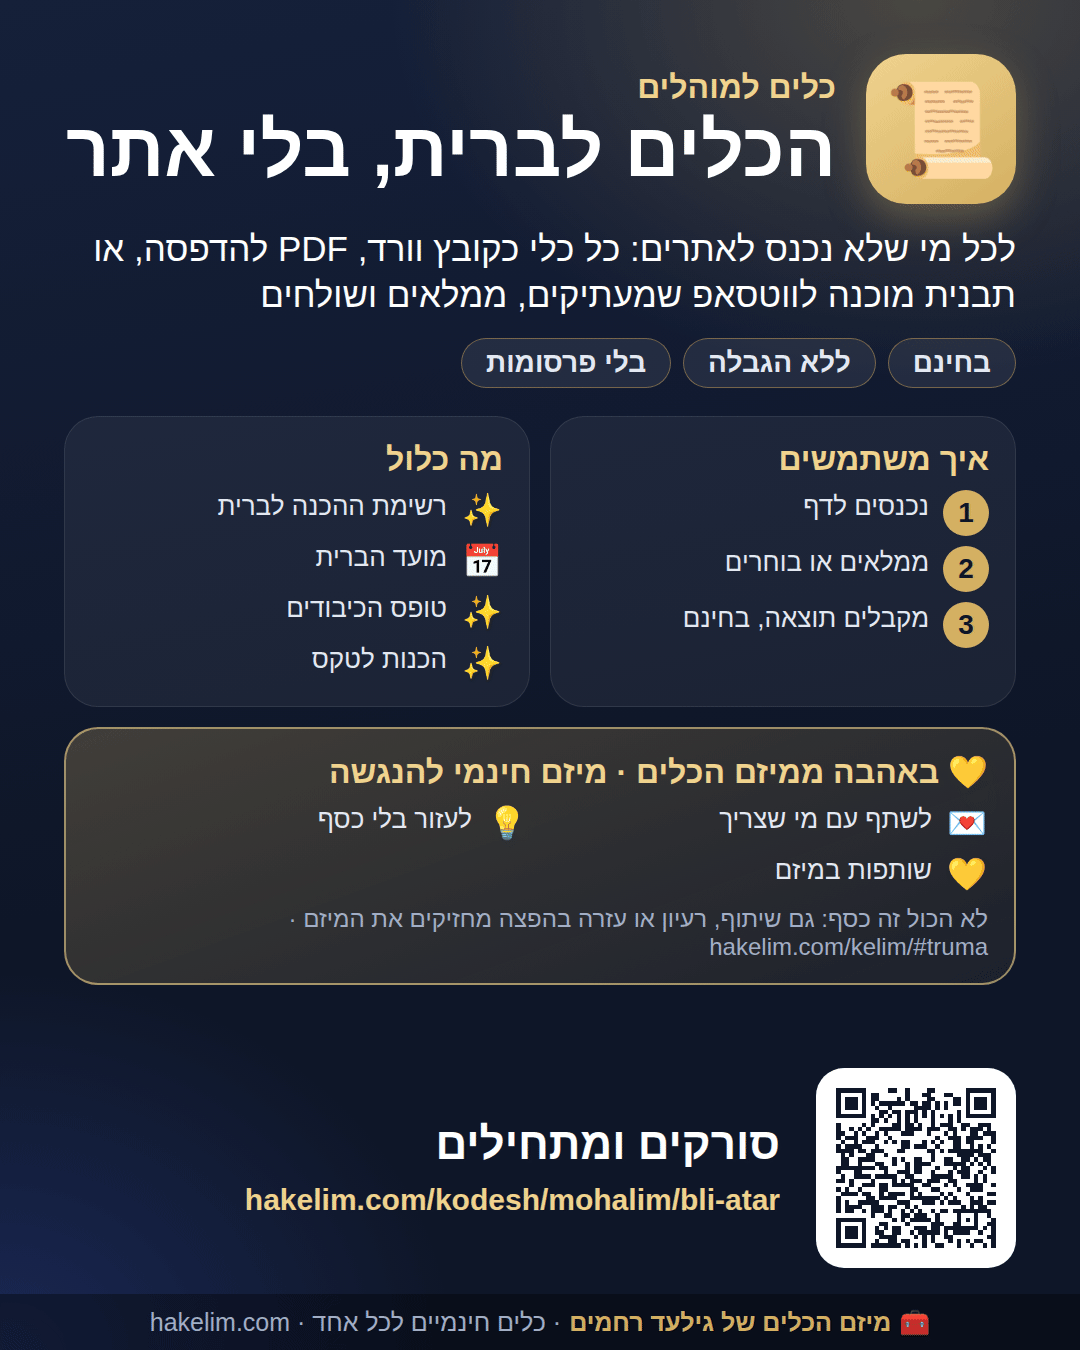 כלים למוהלים
הכלים לברית, בלי אתר
לכל מי שלא נכנס לאתרים: כל כלי כקובץ וורד, PDF להדפסה, או
תבנית מוכנה לווטסאפ שמעתיקים, ממלאים ושולחים
בחינם
ללא הגבלה
בלי פרסומות
איך משתמשים
1 נכנסים לדף
2 ממלאים או בוחרים
3 מקבלים תוצאה, בחינם
מה כלול
✨ רשימת ההכנה לברית
📅 מועד הברית
✨ טופס הכיבודים
✨ הכנות לטקס
💛 באהבה ממיזם הכלים · מיזם חינמי להנגשה
💌 לשתף עם מי שצריך
💡 לעזור בלי כסף
💛 שותפות במיזם
לא הכול זה כסף: גם שיתוף, רעיון או עזרה בהפצה מחזיקים את המיזם ·
hakelim.com/kelim/#truma
סורקים ומתחילים
hakelim.com/kodesh/mohalim/bli-atar
🧰 מיזם הכלים של גילעד רחמים · כלים חינמיים לכל אחד · hakelim.com